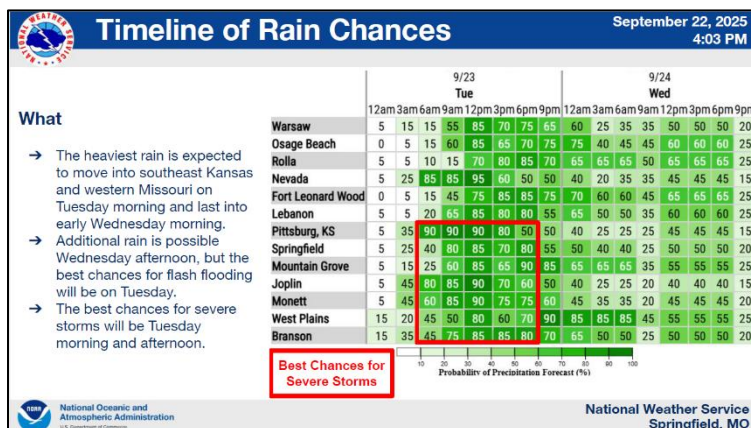 Timeline of Rain Chances
September 22, 2025
4:03 PM
What
→ The heaviest rain is expected
to move into southeast Kansas
and western Missouri on
Tuesday morning and last into
early Wednesday morning.
→ Additional rain is possible
Wednesday afternoon, but the
best chances for flash flooding
will be on Tuesday.
→ The best chances for severe
storms will be Tuesday
morning and afternoon.
9/23 9/24
Tue Wed
12am 3am 6am 9am 12pm 3pm 6pm 9pm 12am 3am 6am 9am 12pm 3pm 6pm 9pm
Warsaw 5 15 15 55 85 70 75 65 60 25 35 35 50 50 50 20
Osage Beach 0 5 15 60 85 65 70 75 75 40 45 45 60 60 60 25
Rolla 5 5 10 15 70 80 85 70 65 65 65 50 65 65 65 25
Nevada 5 25 85 85 95 60 50 50 40 20 35 35 45 45 45 15
Fort Leonard Wood 0 5 15 45 75 85 85 75 70 60 60 45 65 65 65 25
Lebanon 5 5 20 65 85 80 80 55 65 50 50 35 60 60 60 25
Pittsburg, KS 5 35 90 90 90 80 50 50 40 25 25 25 45 45 45 15
Springfield 5 25 40 80 85 70 80 55 50 40 40 25 50 50 50 20
Mountain Grove 5 15 25 60 85 65 90 85 65 65 65 35 55 55 55 25
Joplin 5 45 80 85 90 70 60 50 40 25 25 20 40 40 40 15
Monett 5 45 60 85 90 75 75 60 45 35 35 20 45 45 45 20
West Plains 15 20 45 50 80 60 70 90 85 85 85 45 55 55 55 25
Branson 15 35 45 75 85 85 80 70 65 50 50 25 50 50 50 20
Best Chances for
Severe Storms
10 20 30 40 50 60 70 80 90 100
Probability of Precipitation Forecast (%)
NOAA
National Oceanic and
Atmospheric Administration
U.S. Department of Commerce
National Weather Service
Springfield, MO